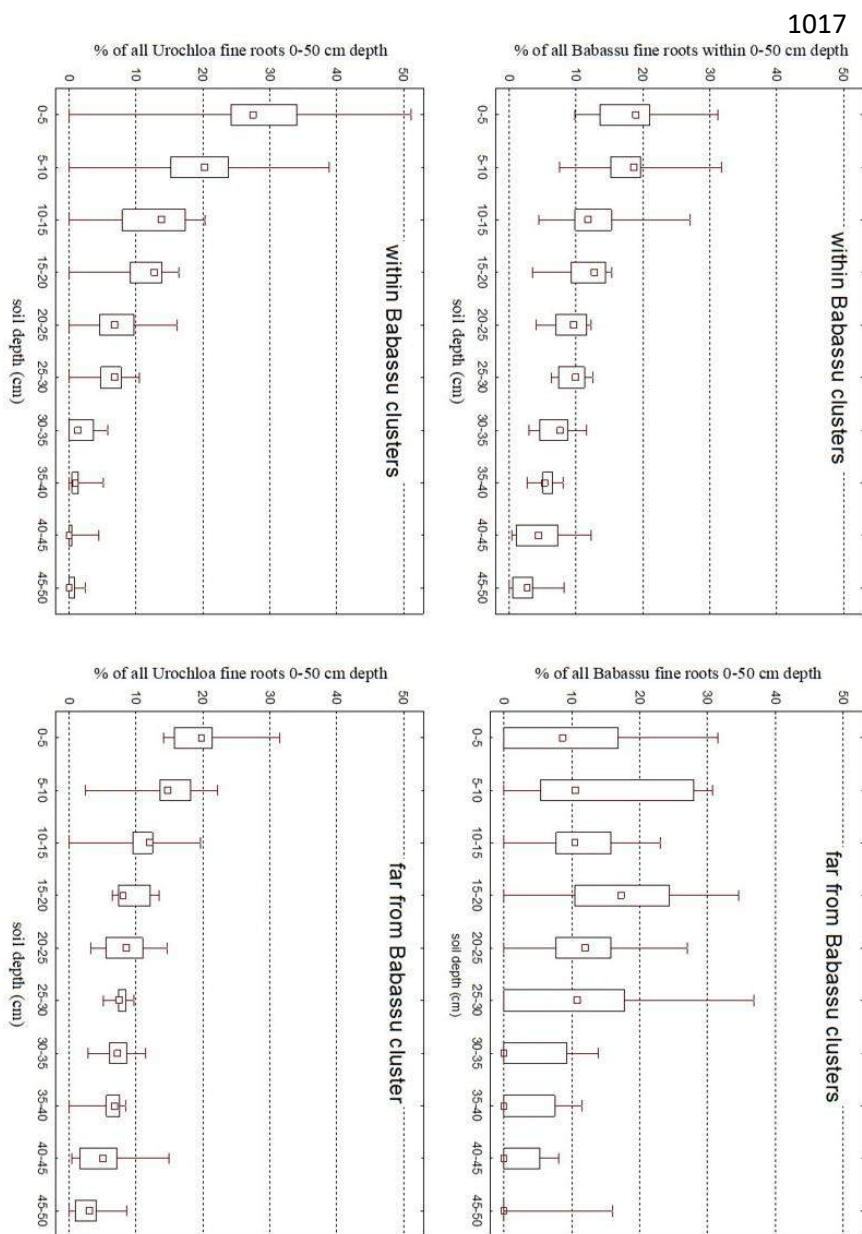 1017
% of all Babassu fine roots within 0-50 cm depth
0 10 20 30 40 50
within Babassu clusters
0-5 5-10 10-15 15-20 20-25 25-30 30-35 35-40 40-45 45-50
% of all Babassu fine roots 0-50 cm depth
0 10 20 30 40 50
far from Babassu clusters
0-5 5-10 10-15 15-20 20-25 25-30 30-35 35-40 40-45 45-50
soil depth (cm)
% of all Urochloa fine roots 0-50 cm depth
0 10 20 30 40 50
within Babassu clusters
0-5 5-10 10-15 15-20 20-25 25-30 30-35 35-40 40-45 45-50
soil depth (cm)
% of all Urochloa fine roots 0-50 cm depth
0 10 20 30 40 50
far from Babassu cluster
0-5 5-10 10-15 15-20 20-25 25-30 30-35 35-40 40-45 45-50
soil depth (cm)